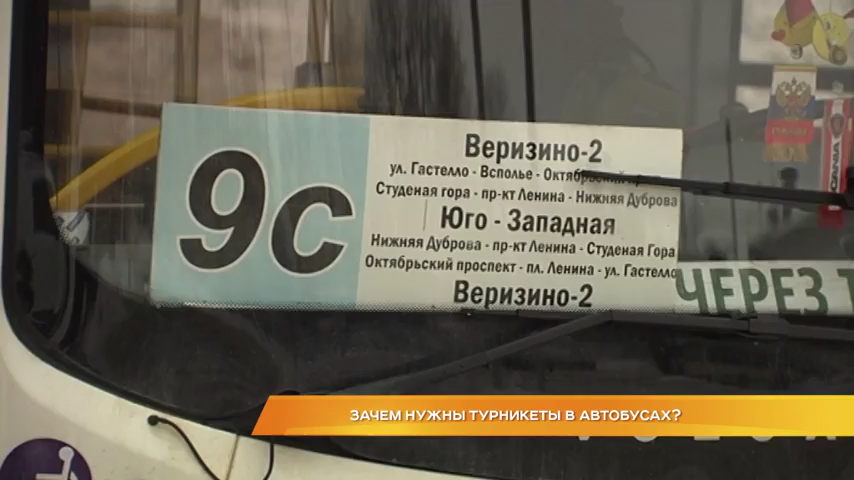 9с
Веризино-2
ул. Гастелло - Всполье - Октябрьский
Студеная гора - пр-кт Ленина - Нижняя Дуброва
Юго - Западная
Нижняя Дуброва - пр-кт Ленина - Студеная Гора
Октябрьский проспект - пл. Ленина - ул. Гастелло
Веризино-2
ЧЕРЕЗ
SCANIA
ЗАЧЕМ НУЖНЫ ТУРНИКЕТЫ В АВТОБУСАХ?